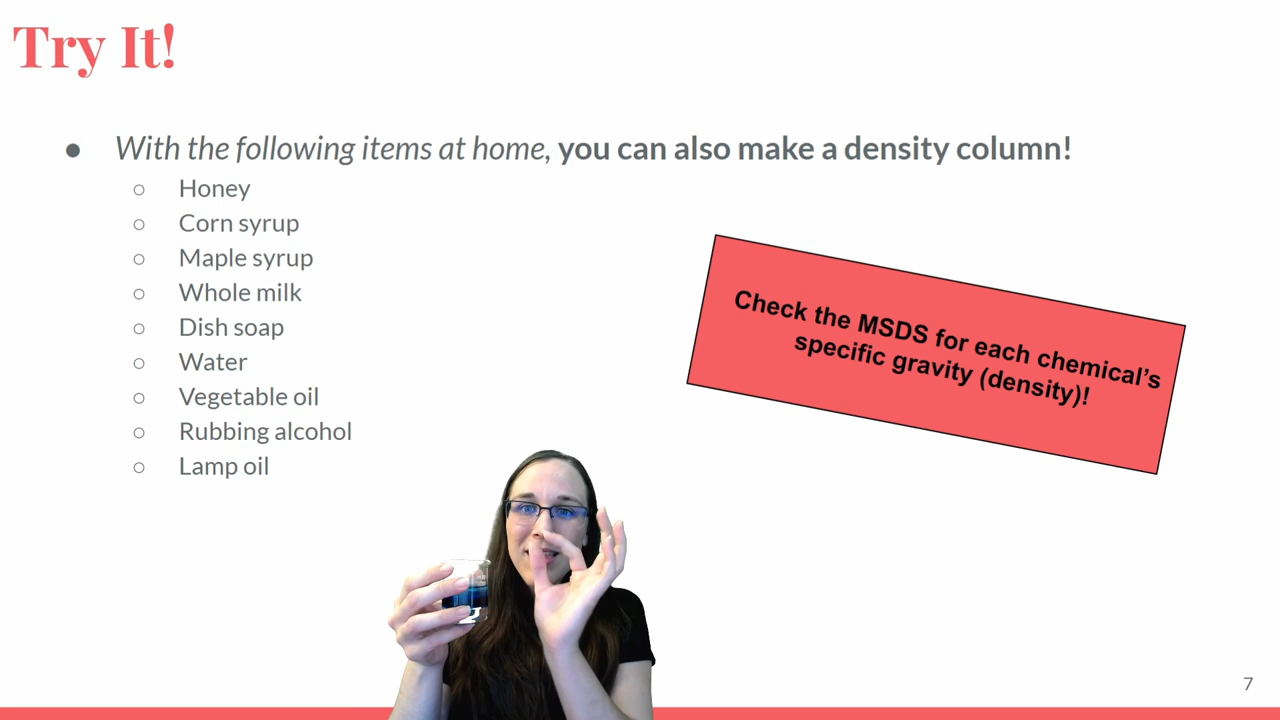 Try It!
● With the following items at home, you can also make a density column!
○ Honey
○ Corn syrup
○ Maple syrup
○ Whole milk
○ Dish soap
○ Water
○ Vegetable oil
○ Rubbing alcohol
○ Lamp oil
Check the MSDS for each chemical's
specific gravity (density)!
7